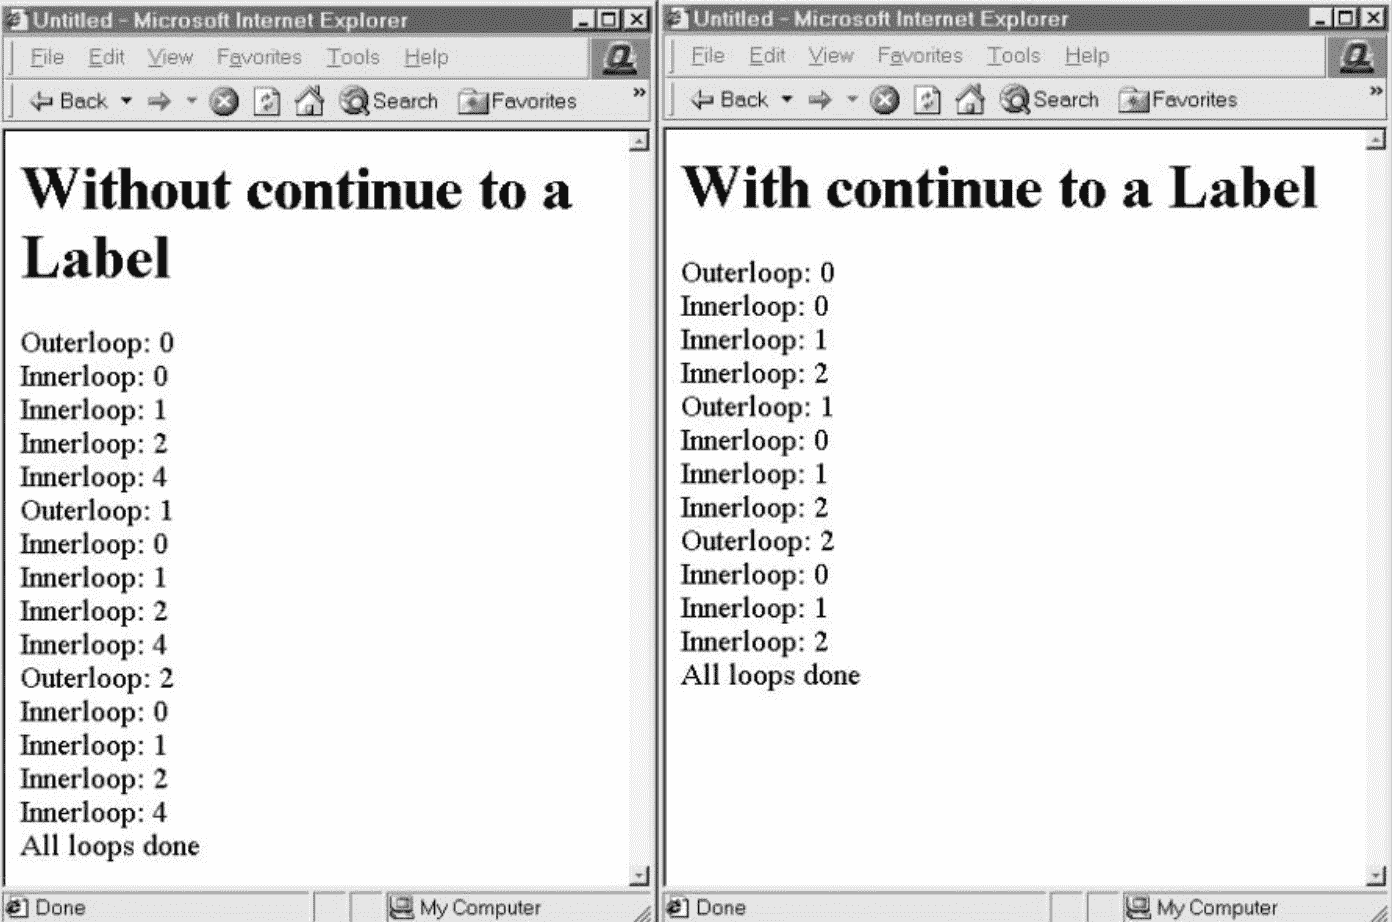 Untitled - Microsoft Internet Explorer
File Edit View Favorites Tools Help
Back Search Favorites »
Without continue to a
Label
Outerloop: 0
Innerloop: 0
Innerloop: 1
Innerloop: 2
Innerloop: 4
Outerloop: 1
Innerloop: 0
Innerloop: 1
Innerloop: 2
Innerloop: 4
Outerloop: 2
Innerloop: 0
Innerloop: 1
Innerloop: 2
Innerloop: 4
All loops done
Done My Computer
Untitled - Microsoft Internet Explorer
File Edit View Favorites Tools Help
Back Search Favorites »
With continue to a Label
Outerloop: 0
Innerloop: 0
Innerloop: 1
Innerloop: 2
Outerloop: 1
Innerloop: 0
Innerloop: 1
Innerloop: 2
Outerloop: 2
Innerloop: 0
Innerloop: 1
Innerloop: 2
All loops done
Done My Computer